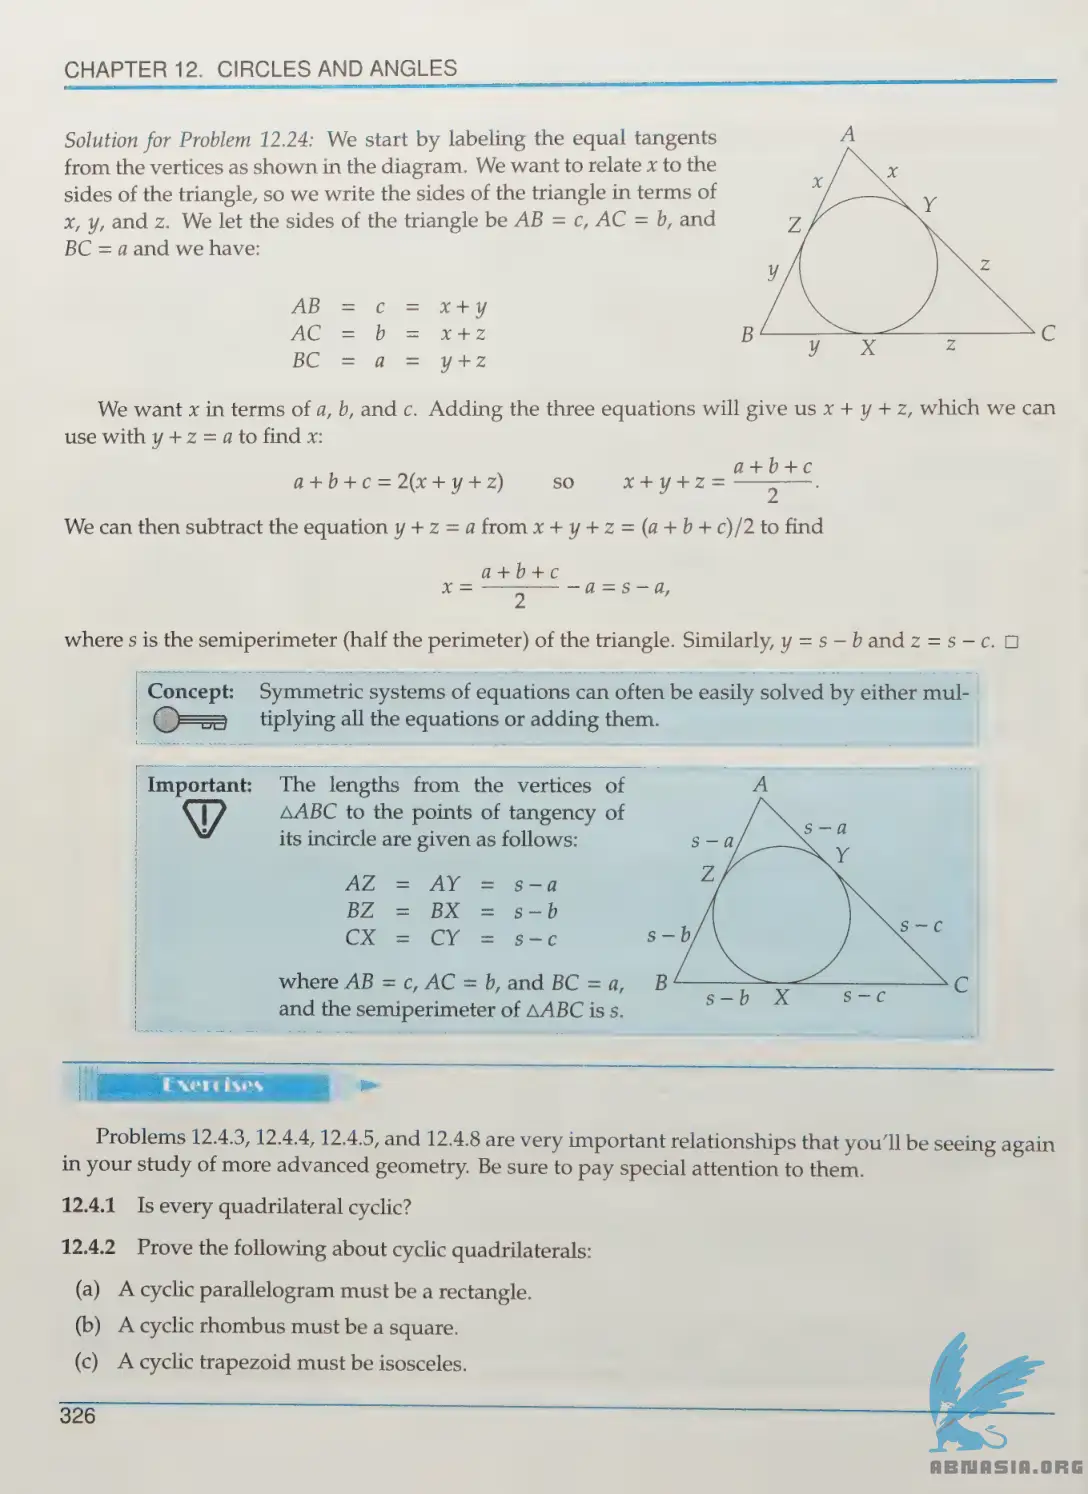 CHAPTER 12. CIRCLES AND ANGLES
Solution for Problem 12.24: We start by labeling the equal tangents
from the vertices as shown in the diagram. We want to relate x to the
sides of the triangle, so we write the sides of the triangle in terms of
x, y, and z. We let the sides of the triangle be AB = c, AC = b, and
BC = a and we have:
AB = c = x + y
AC = b = x + z
BC = a = y + z
A
x
x
Y
Z
y
z
B
y
X
z
C
We want x in terms of a, b, and c. Adding the three equations will give us x + y + z, which we can
use with y + z = a to find x:
a + b + c = 2(x + y + z) so x + y + z = (a + b + c)/2.
We can then subtract the equation y + z = a from x + y + z = (a + b + c)/2 to find
x = (a + b + c)/2 − a = s − a,
where s is the semiperimeter (half the perimeter) of the triangle. Similarly, y = s − b and z = s − c. □
Concept: Symmetric systems of equations can often be easily solved by either mul-
tiplying all the equations or adding them.
Important: The lengths from the vertices of
△ABC to the points of tangency of
its incircle are given as follows:
AZ = AY = s − a
BZ = BX = s − b
CX = CY = s − c
where AB = c, AC = b, and BC = a,
and the semiperimeter of △ABC is s.
A
s − a
s − a
Y
Z
s − b
s − c
B
s − b
X
s − c
C
Exercises
Problems 12.4.3, 12.4.4, 12.4.5, and 12.4.8 are very important relationships that you'll be seeing again
in your study of more advanced geometry. Be sure to pay special attention to them.
12.4.1 Is every quadrilateral cyclic?
12.4.2 Prove the following about cyclic quadrilaterals:
(a) A cyclic parallelogram must be a rectangle.
(b) A cyclic rhombus must be a square.
(c) A cyclic trapezoid must be isosceles.
326
ABNASIA.ORG